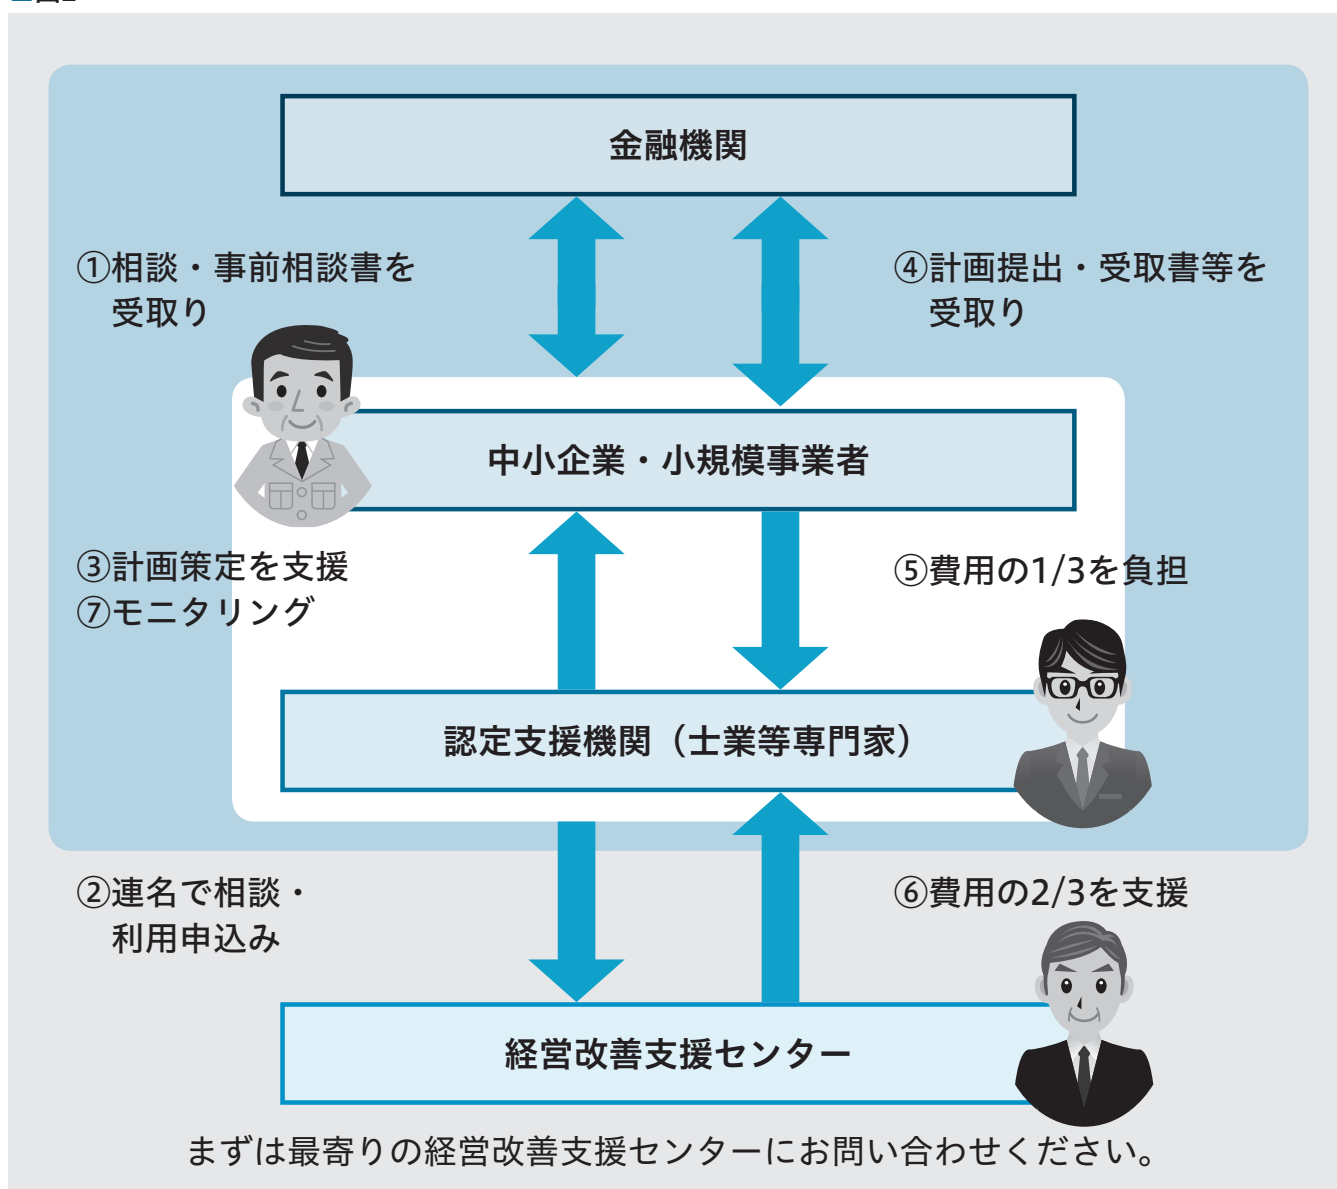 金融機関
①相談・事前相談書を
受取り
④計画提出・受取書等を
受取り
中小企業・小規模事業者
③計画策定を支援
⑦モニタリング
⑤費用の1/3を負担
認定支援機関（士業等専門家）
②連名で相談・
利用申込み
⑥費用の2/3を支援
経営改善支援センター
まずは最寄りの経営改善支援センターにお問い合わせください。